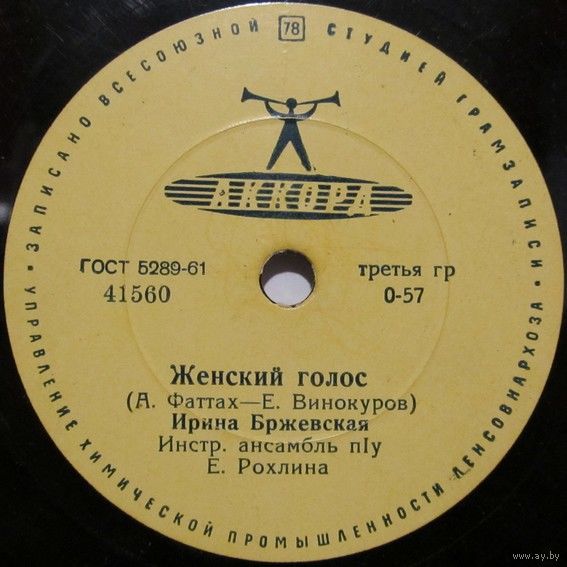 ЗАПИСАНО ВСЕСОЮЗНОЙ 78 СТУДИЕЙ ГРАМЗАПИСИ •
УПРАВЛЕНИЕ ХИМИЧЕСКОЙ ПРОМЫШЛЕННОСТИ ЛЕНСОВНАРХОЗА •
АККОРД
ГОСТ 5289-61 третья гр
41560 0-57
Женский голос
(А. Фаттах—Е. Винокуров)
Ирина Бржевская
Инстр. ансамбль пIу
Е. Рохлина
www.ay.by